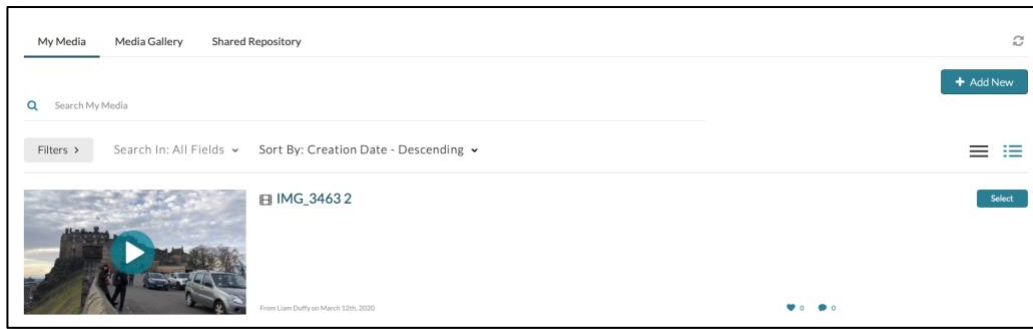 My Media Media Gallery Shared Repository
+ Add New
Search My Media
Filters > Search In: All Fields Sort By: Creation Date - Descending
IMG_3463 2
Select
From Liam Duffy on March 12th, 2020
0 0